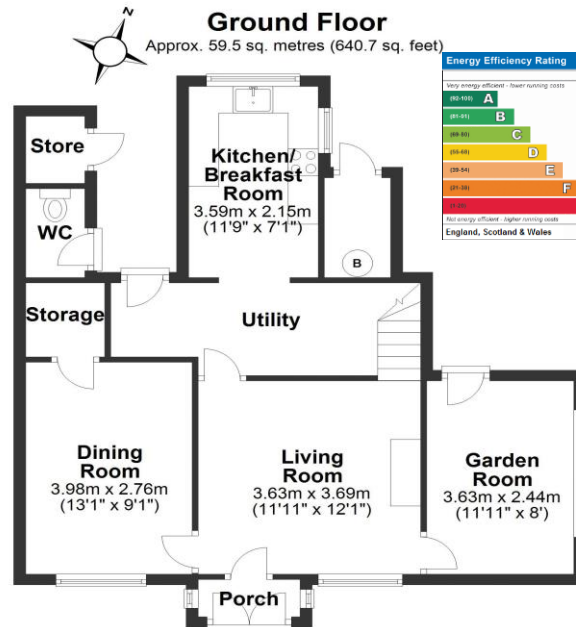 Ground Floor
Approx. 59.5 sq. metres (640.7 sq. feet)
N
Energy Efficiency Rating
Very energy efficient - lower running costs
(92-100) A
(81-91) B
(69-80) C
(55-68) D
(39-54) E
(21-38) F
Not energy efficient - higher running costs
England, Scotland & Wales
Store
Kitchen/
Breakfast
Room
3.59m x 2.15m
(11'9" x 7'1")
WC
B
Storage
Utility
Dining
Room
3.98m x 2.76m
(13'1" x 9'1")
Living
Room
3.63m x 3.69m
(11'11" x 12'1")
Garden
Room
3.63m x 2.44m
(11'11" x 8')
Porch